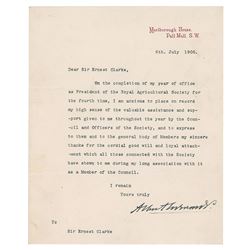 Marlborough House.
Pall Mall. S.W.
6th. July 1905.
Dear Sir Ernest Clarke,
On the completion of my year of office
as President of the Royal Agricultural Society for
the fourth time, I am anxious to place on record
my high sense of the valuable assistance and sup-
port given to me throughout the year by the Coun-
cil and Officers of the Society, and to express to
them and to the general body of Members my sincere
thanks for the cordial good will and loyal attach-
ment which all those connected with the Society
have shown to me during my long association with it
as a Member of the Council.
I remain
Yours truly
To
Sir Ernest Clarke